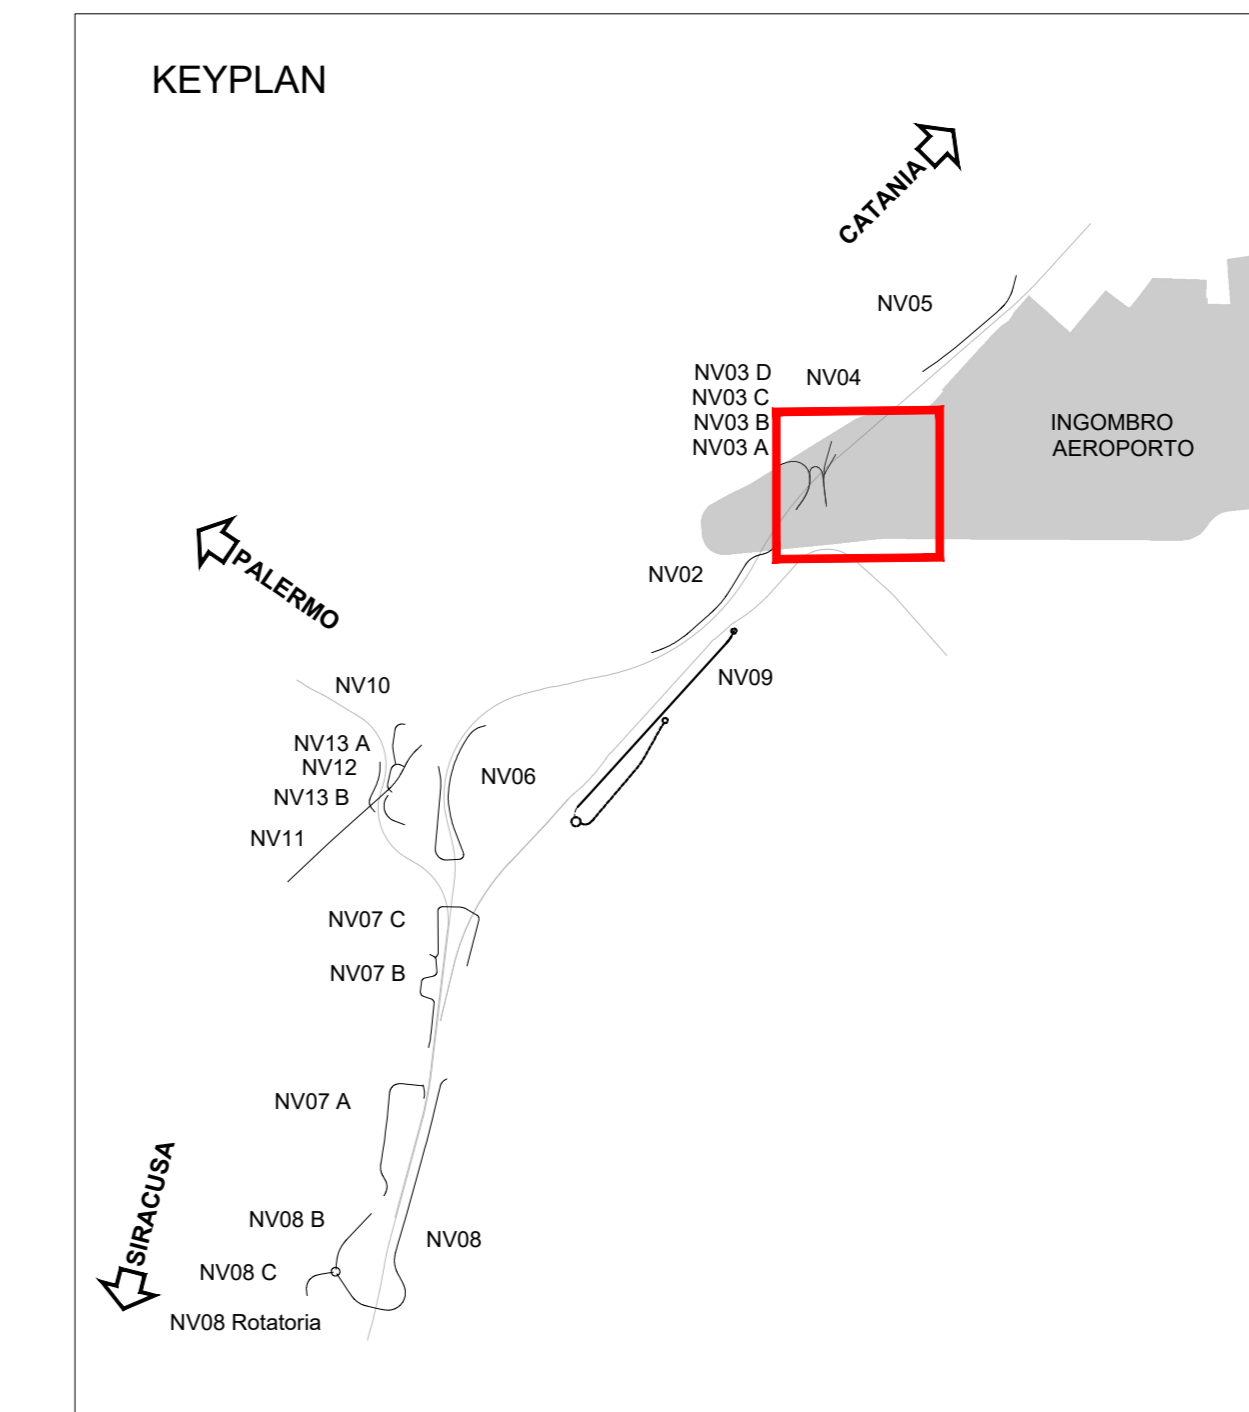 KEYPLAN
CATANIA
NV05
NV03 D
NV04
NV03 C
NV03 B
NV03 A
INGOMBRO
AEROPORTO
PALERMO
NV02
NV09
NV10
NV13 A
NV12
NV13 B
NV11
NV06
NV07 C
NV07 B
NV07 A
SIRACUSA
NV08 B
NV08
NV08 C
NV08 Rotatoria